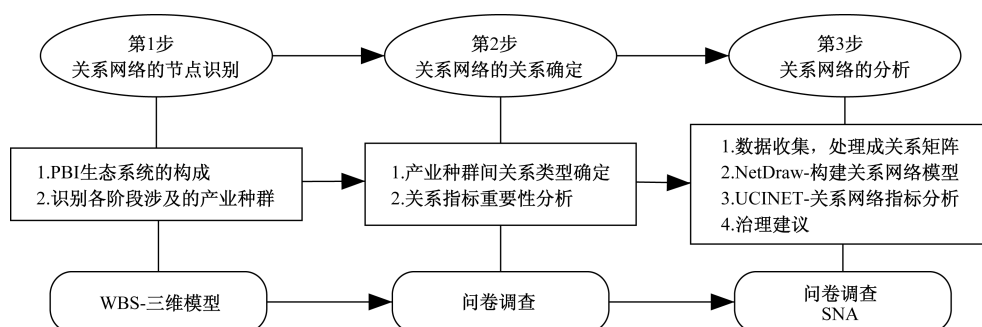 第1步
关系网络的节点识别
第2步
关系网络的关系确定
第3步
关系网络的分析
1.PBI生态系统的构成
2.识别各阶段涉及的产业种群
1.产业种群间关系类型确定
2.关系指标重要性分析
1.数据收集，处理成关系矩阵
2.NetDraw-构建关系网络模型
3.UCINET-关系网络指标分析
4.治理建议
WBS-三维模型
问卷调查
问卷调查
SNA